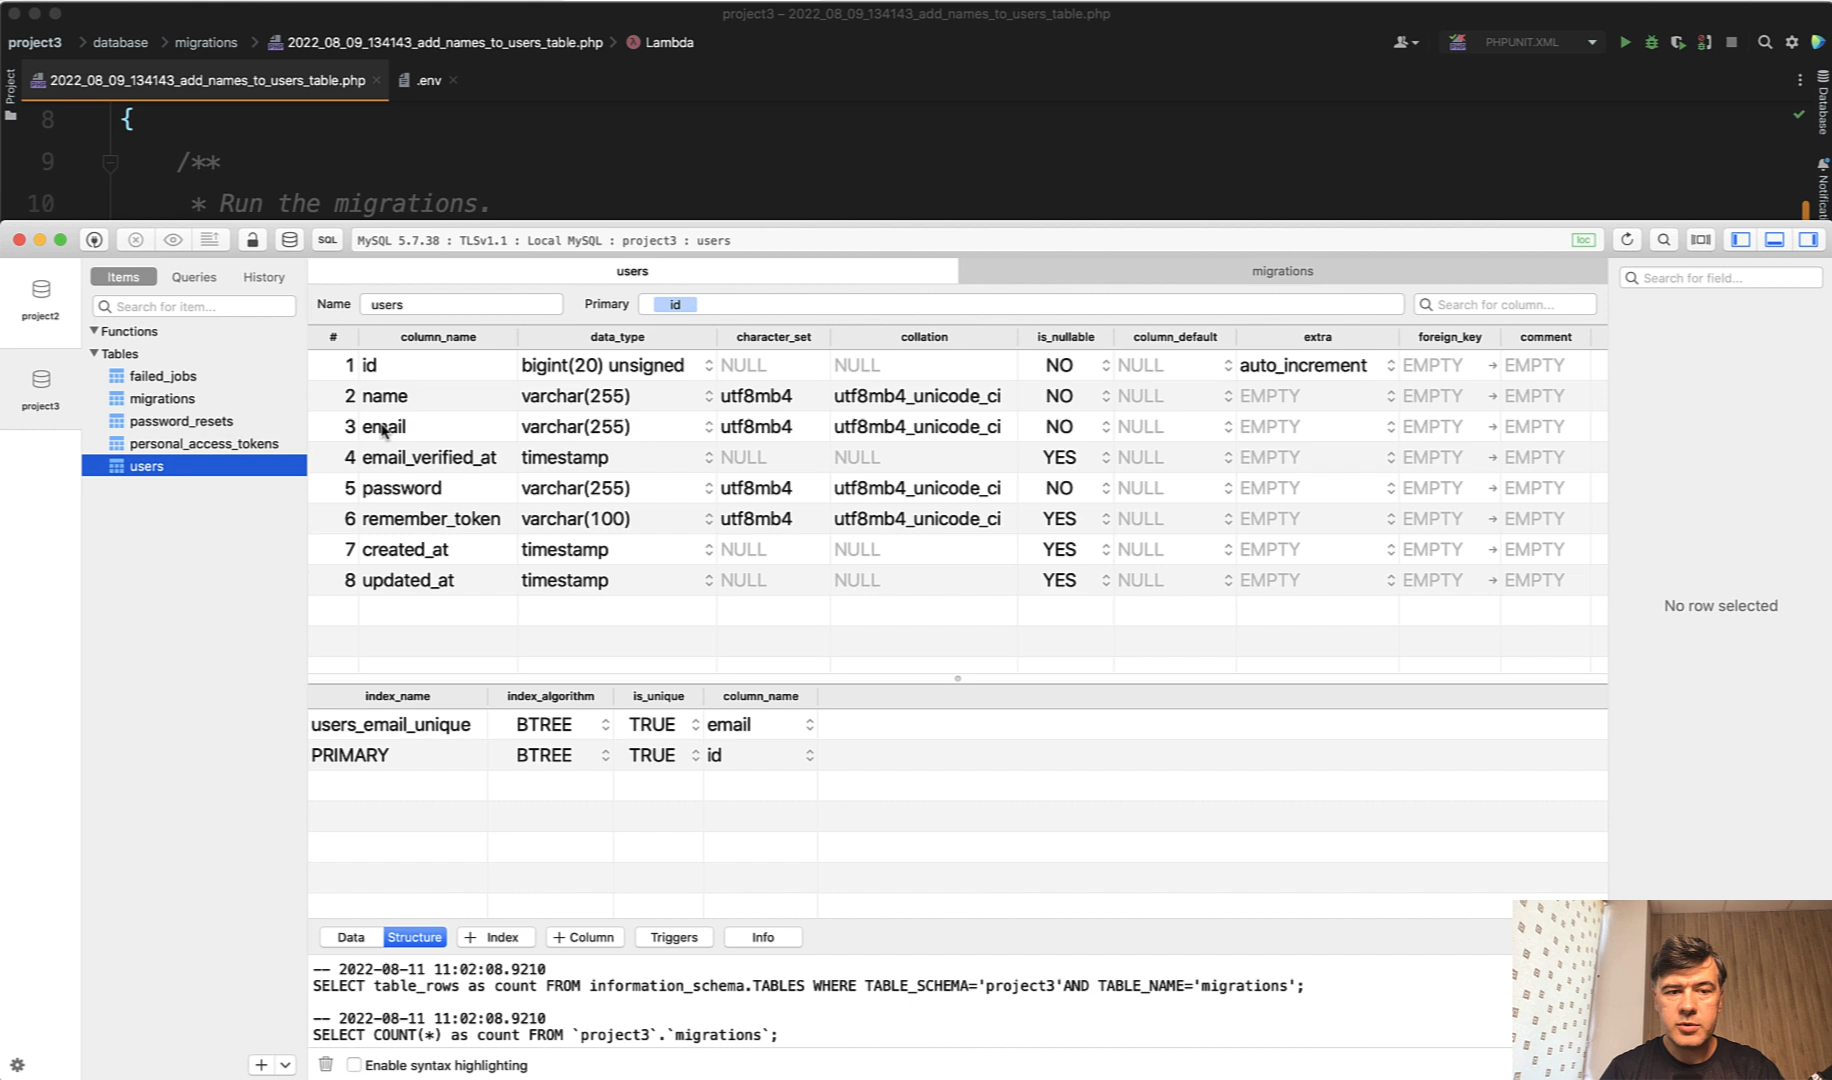 project3 – 2022_08_09_134143_add_names_to_users_table.php
project3 database migrations 2022_08_09_134143_add_names_to_users_table.php Lambda PHPUNIT.XML
Project 2022_08_09_134143_add_names_to_users_table.php .env Database
8 {
9 /**
10 * Run the migrations.
SQL MySQL 5.7.38 : TLSv1.1 : Local MySQL : project3 : users loc
project2
project3
Items Queries History
Search for item...
Functions
Tables
failed_jobs
migrations
password_resets
personal_access_tokens
users
users migrations
Name users Primary id Search for column... Search for field...
# column_name data_type character_set collation is_nullable column_default extra foreign_key comment
1 id bigint(20) unsigned NULL NULL NO NULL auto_increment EMPTY EMPTY
2 name varchar(255) utf8mb4 utf8mb4_unicode_ci NO NULL EMPTY EMPTY EMPTY
3 email varchar(255) utf8mb4 utf8mb4_unicode_ci NO NULL EMPTY EMPTY EMPTY
4 email_verified_at timestamp NULL NULL YES NULL EMPTY EMPTY EMPTY
5 password varchar(255) utf8mb4 utf8mb4_unicode_ci NO NULL EMPTY EMPTY EMPTY
6 remember_token varchar(100) utf8mb4 utf8mb4_unicode_ci YES NULL EMPTY EMPTY EMPTY
7 created_at timestamp NULL NULL YES NULL EMPTY EMPTY EMPTY
8 updated_at timestamp NULL NULL YES NULL EMPTY EMPTY EMPTY
No row selected
index_name index_algorithm is_unique column_name
users_email_unique BTREE TRUE email
PRIMARY BTREE TRUE id
Data Structure + Index + Column Triggers Info
-- 2022-08-11 11:02:08.9210
SELECT table_rows as count FROM information_schema.TABLES WHERE TABLE_SCHEMA='project3'AND TABLE_NAME='migrations';
-- 2022-08-11 11:02:08.9210
SELECT COUNT(*) as count FROM `project3`.`migrations`;
Enable syntax highlighting